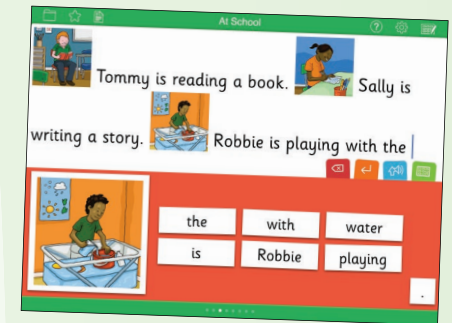 At School
Tommy is reading a book. Sally is
writing a story. Robbie is playing with the
the with water
is Robbie playing
.